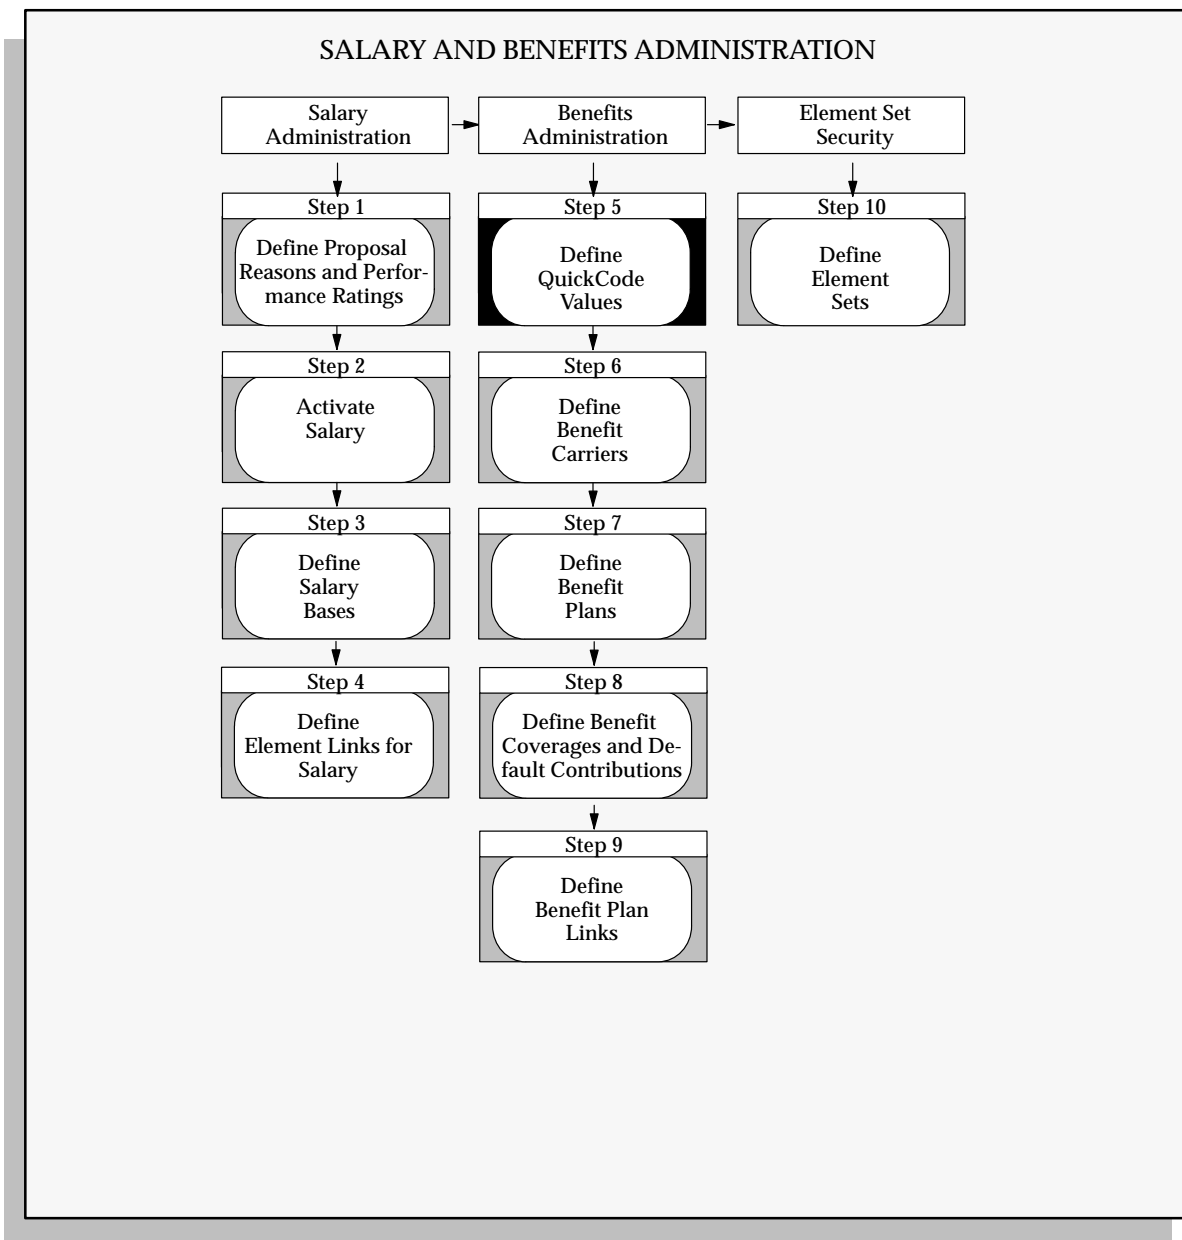 SALARY AND BENEFITS ADMINISTRATION
Salary
Administration
Benefits
Administration
Element Set
Security
Step 1
Define Proposal
Reasons and Perfor-
mance Ratings
Step 2
Activate
Salary
Step 3
Define
Salary
Bases
Step 4
Define
Element Links for
Salary
Step 5
Define
QuickCode
Values
Step 6
Define
Benefit
Carriers
Step 7
Define
Benefit
Plans
Step 8
Define Benefit
Coverages and De-
fault Contributions
Step 9
Define
Benefit Plan
Links
Step 10
Define
Element
Sets